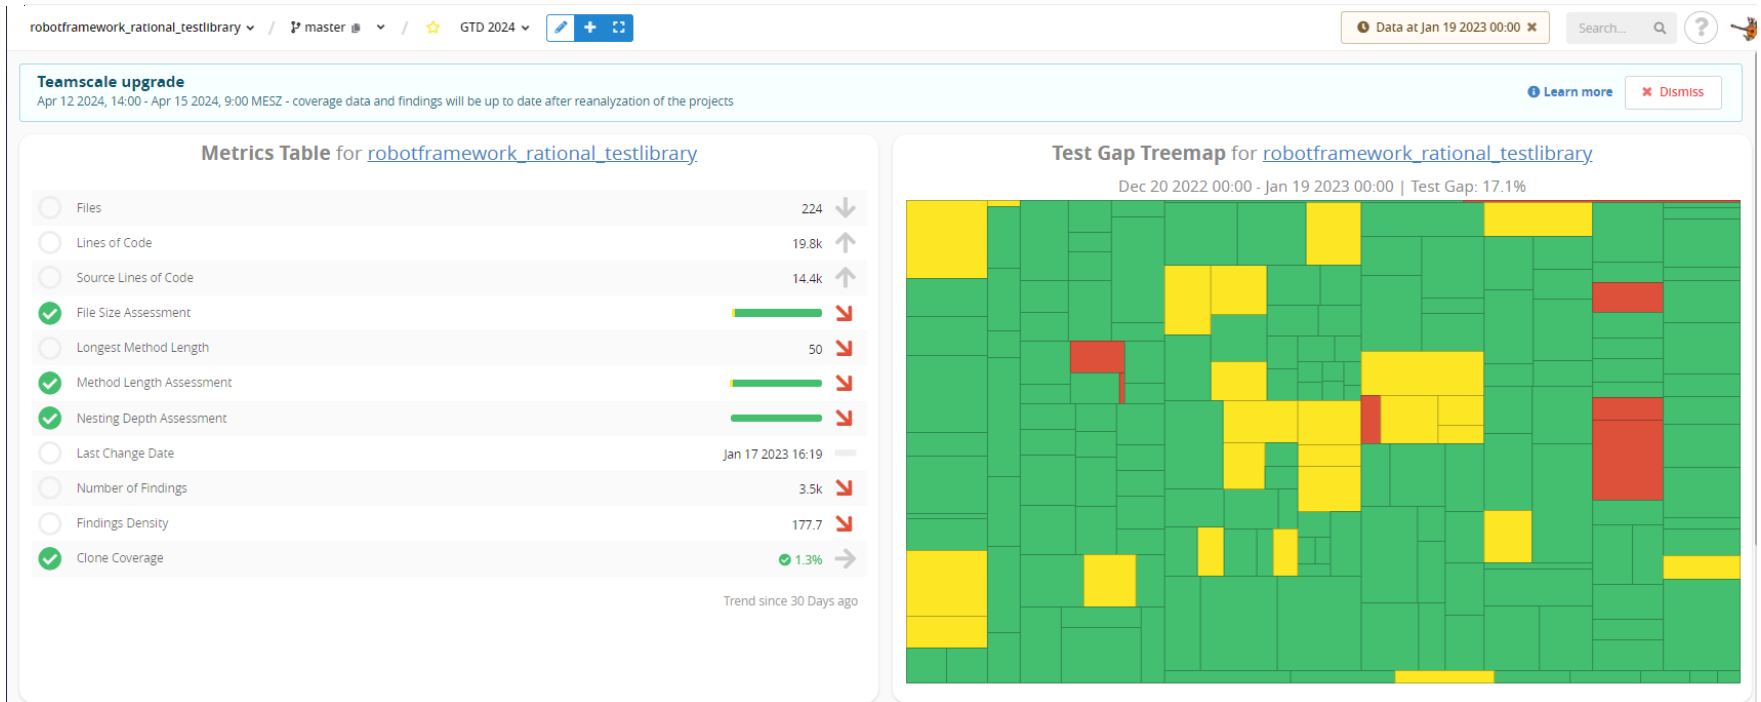 robotframework_rational_testlibrary / master / GTD 2024 Data at Jan 19 2023 00:00 Search... ?
Teamscale upgrade
Apr 12 2024, 14:00 - Apr 15 2024, 9:00 MESZ - coverage data and findings will be up to date after reanalyzation of the projects
Learn more Dismiss
Metrics Table for robotframework_rational_testlibrary
Files 224
Lines of Code 19.8k
Source Lines of Code 14.4k
File Size Assessment
Longest Method Length 50
Method Length Assessment
Nesting Depth Assessment
Last Change Date Jan 17 2023 16:19
Number of Findings 3.5k
Findings Density 177.7
Clone Coverage 1.3%
Trend since 30 Days ago
Test Gap Treemap for robotframework_rational_testlibrary
Dec 20 2022 00:00 - Jan 19 2023 00:00 | Test Gap: 17.1%